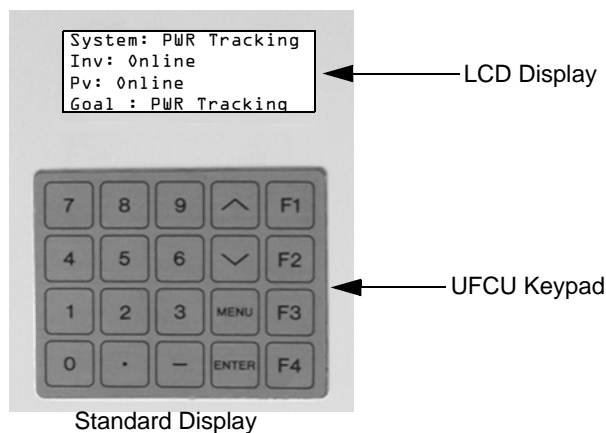 System: PWR Tracking
Inv: Online
Pv: Online
Goal : PWR Tracking
LCD Display
7 8 9 F1
4 5 6 F2
UFCU Keypad
1 2 3 MENU F3
0 . – ENTER F4
Standard Display